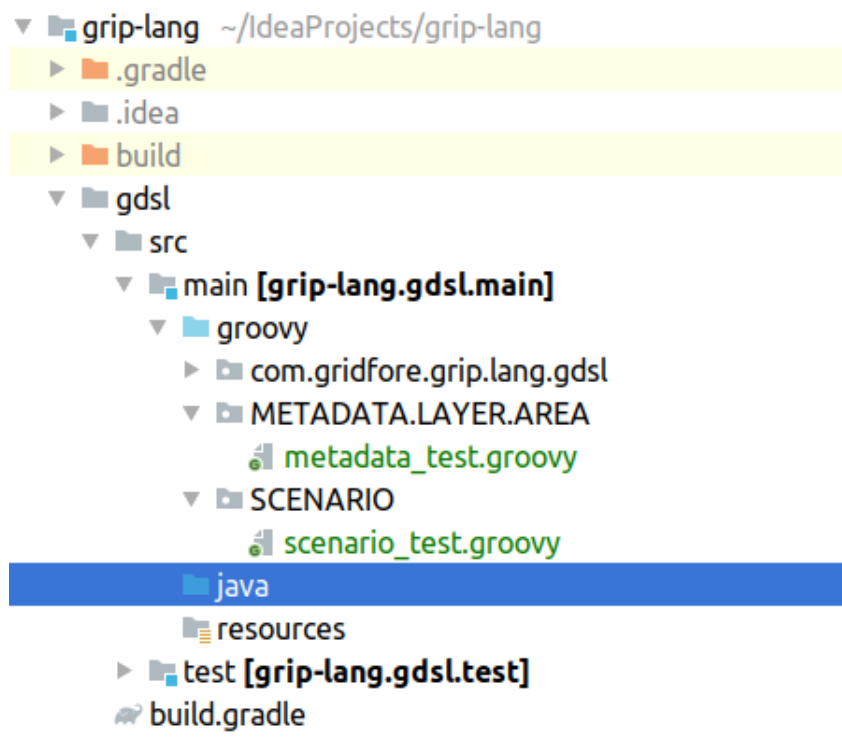 grip-lang ~/IdeaProjects/grip-lang
.gradle
.idea
build
gdsl
src
main [grip-lang.gdsl.main]
groovy
com.gridfore.grip.lang.gdsl
METADATA.LAYER.AREA
metadata_test.groovy
SCENARIO
scenario_test.groovy
java
resources
test [grip-lang.gdsl.test]
build.gradle